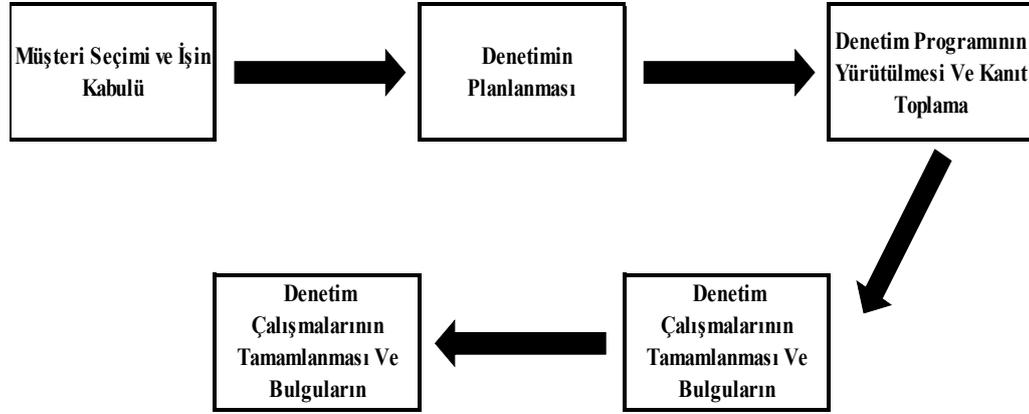 Müşteri Seçimi ve İşin
Kabulü
Denetimin
Planlanması
Denetim Programının
Yürütülmesi Ve Kanıt
Toplama
Denetim
Çalışmalarının
Tamamlanması Ve
Bulguların
Denetim
Çalışmalarının
Tamamlanması Ve
Bulguların